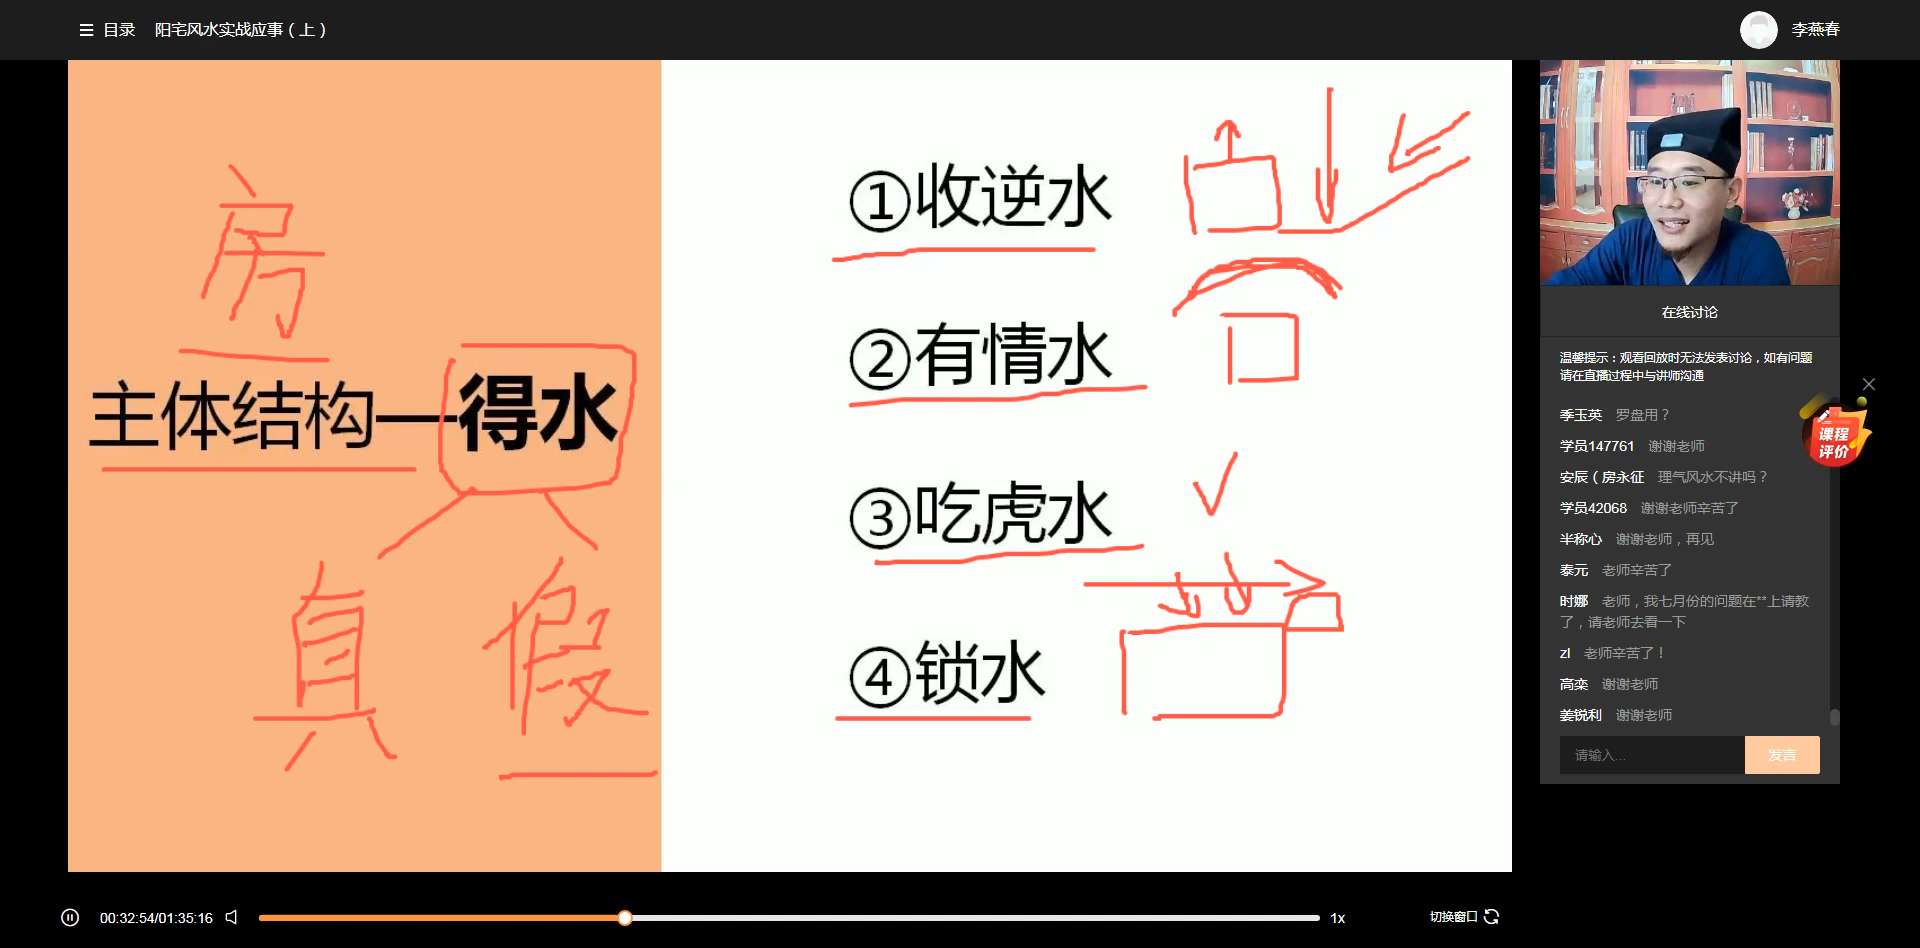 目录 阳宅风水实战应事（上）
李燕春
房
主体结构—得水
真 假
①收逆水
②有情水
③吃虎水
④锁水
在线讨论
温馨提示：观看回放时无法发表讨论，如有问题
请在直播过程中与讲师沟通
季玉英 罗盘用？
学员147761 谢谢老师
安辰（房永征 理气风水不讲吗？
学员42068 谢谢老师辛苦了
半称心 谢谢老师，再见
泰元 老师辛苦了
时娜 老师，我七月份的问题在**上请教
了，请老师去看一下
zl 老师辛苦了！
高栾 谢谢老师
姜锐利 谢谢老师
课程
评价
请输入...
发言
00:32:54/01:35:16
1x
切换窗口